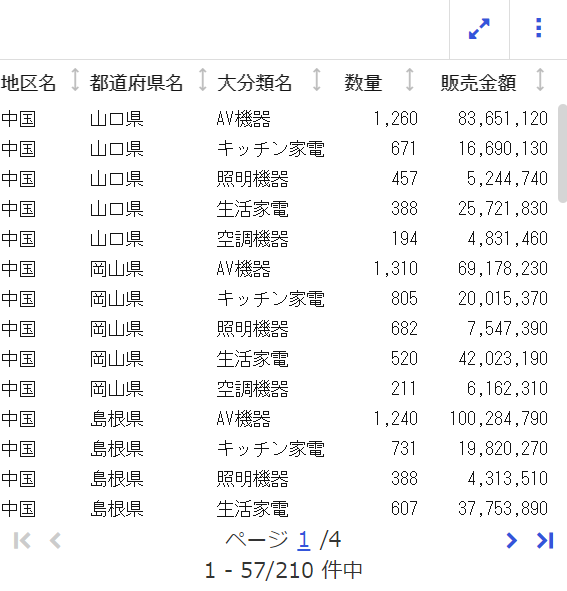 地区名 都道府県名 大分類名 数量 販売金額
中国 山口県 AV機器 1,260 83,651,120
中国 山口県 キッチン家電 671 16,690,130
中国 山口県 照明機器 457 5,244,740
中国 山口県 生活家電 388 25,721,830
中国 山口県 空調機器 194 4,831,460
中国 岡山県 AV機器 1,310 69,178,230
中国 岡山県 キッチン家電 805 20,015,370
中国 岡山県 照明機器 682 7,547,390
中国 岡山県 生活家電 520 42,023,190
中国 岡山県 空調機器 211 6,162,310
中国 島根県 AV機器 1,240 100,284,790
中国 島根県 キッチン家電 731 19,820,270
中国 島根県 照明機器 388 4,313,510
中国 島根県 生活家電 607 37,753,890
ページ 1 /4
1 - 57/210 件中